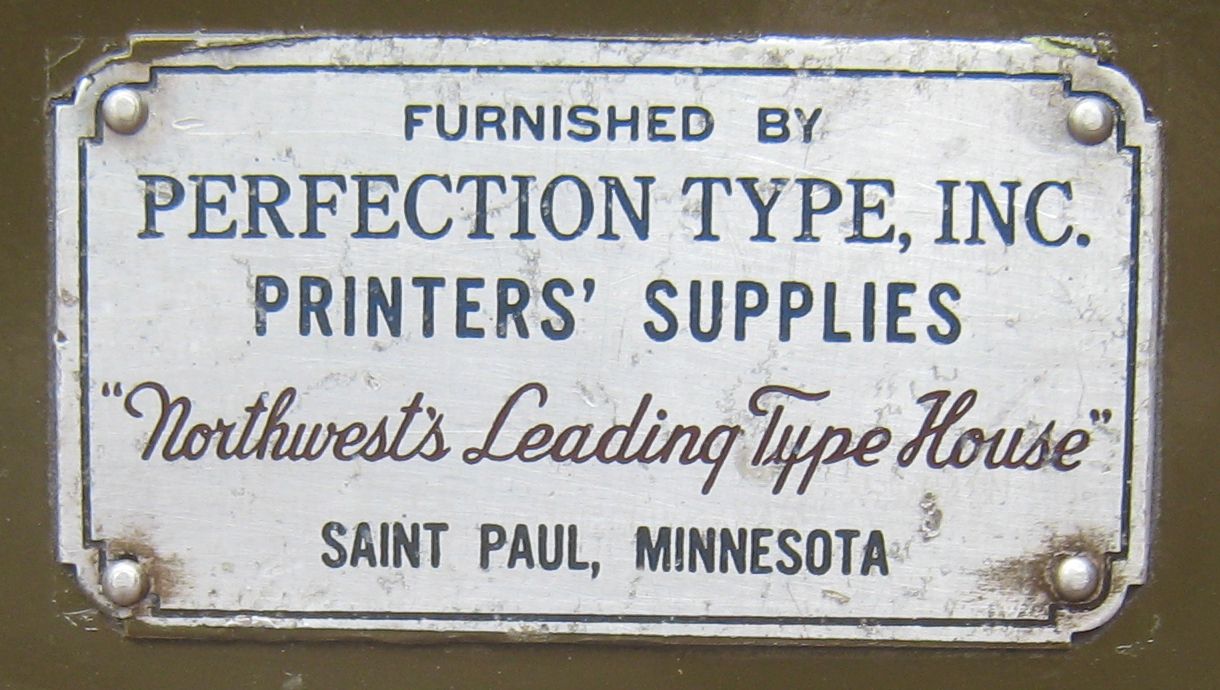 FURNISHED BY
PERFECTION TYPE, INC.
PRINTERS' SUPPLIES
"Northwest's Leading Type House"
SAINT PAUL, MINNESOTA